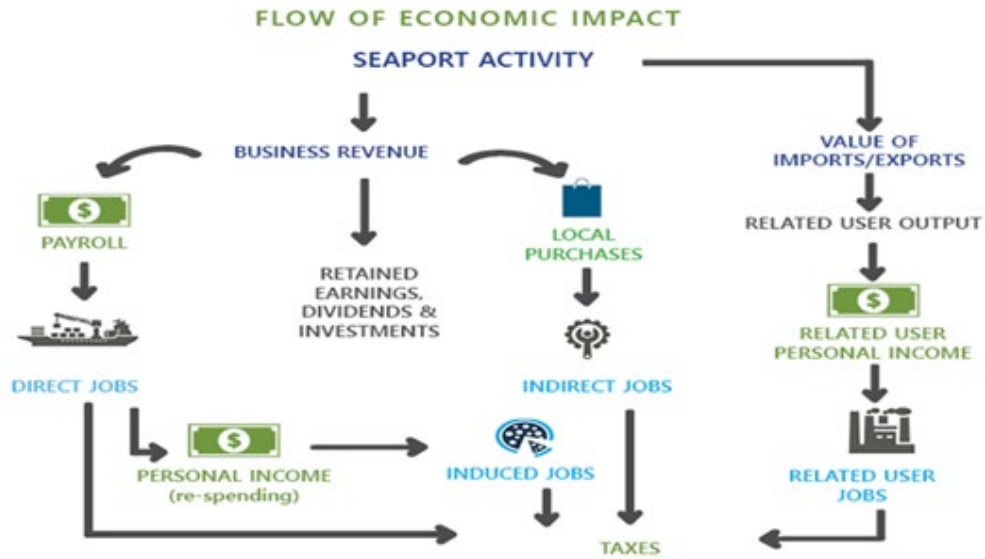 FLOW OF ECONOMIC IMPACT
SEAPORT ACTIVITY
BUSINESS REVENUE
VALUE OF
IMPORTS/EXPORTS
$
PAYROLL
LOCAL
PURCHASES
RELATED USER OUTPUT
RETAINED
EARNINGS,
DIVIDENDS &
INVESTMENTS
$
RELATED USER
PERSONAL INCOME
DIRECT JOBS
INDIRECT JOBS
$
PERSONAL INCOME
(re-spending)
INDUCED JOBS
RELATED USER
JOBS
TAXES